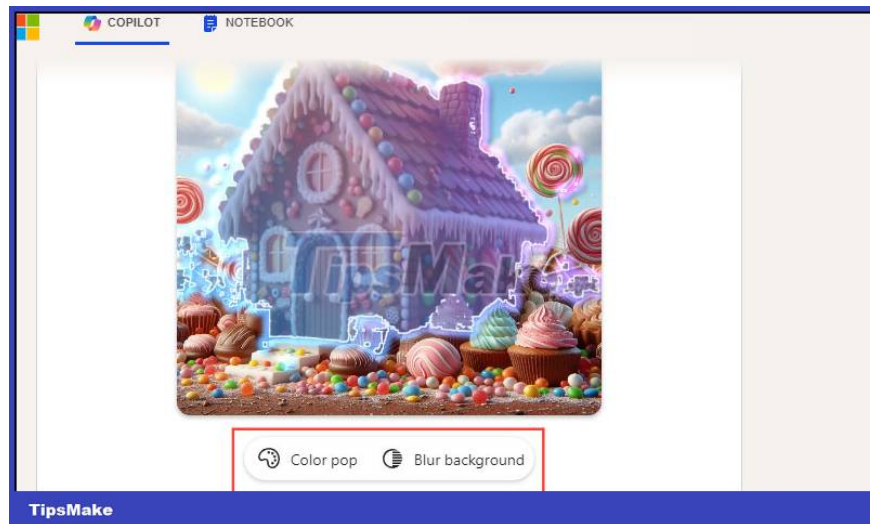 COPILOT
NOTEBOOK
TipsMake
Color pop
Blur background
TipsMake